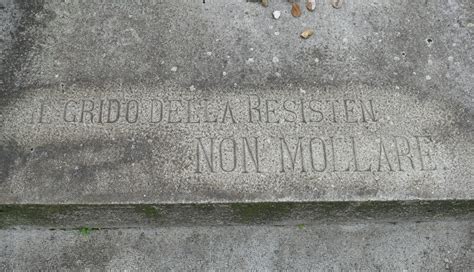 IL GRIDO DELLA RESISTEN
NON MOLLARE